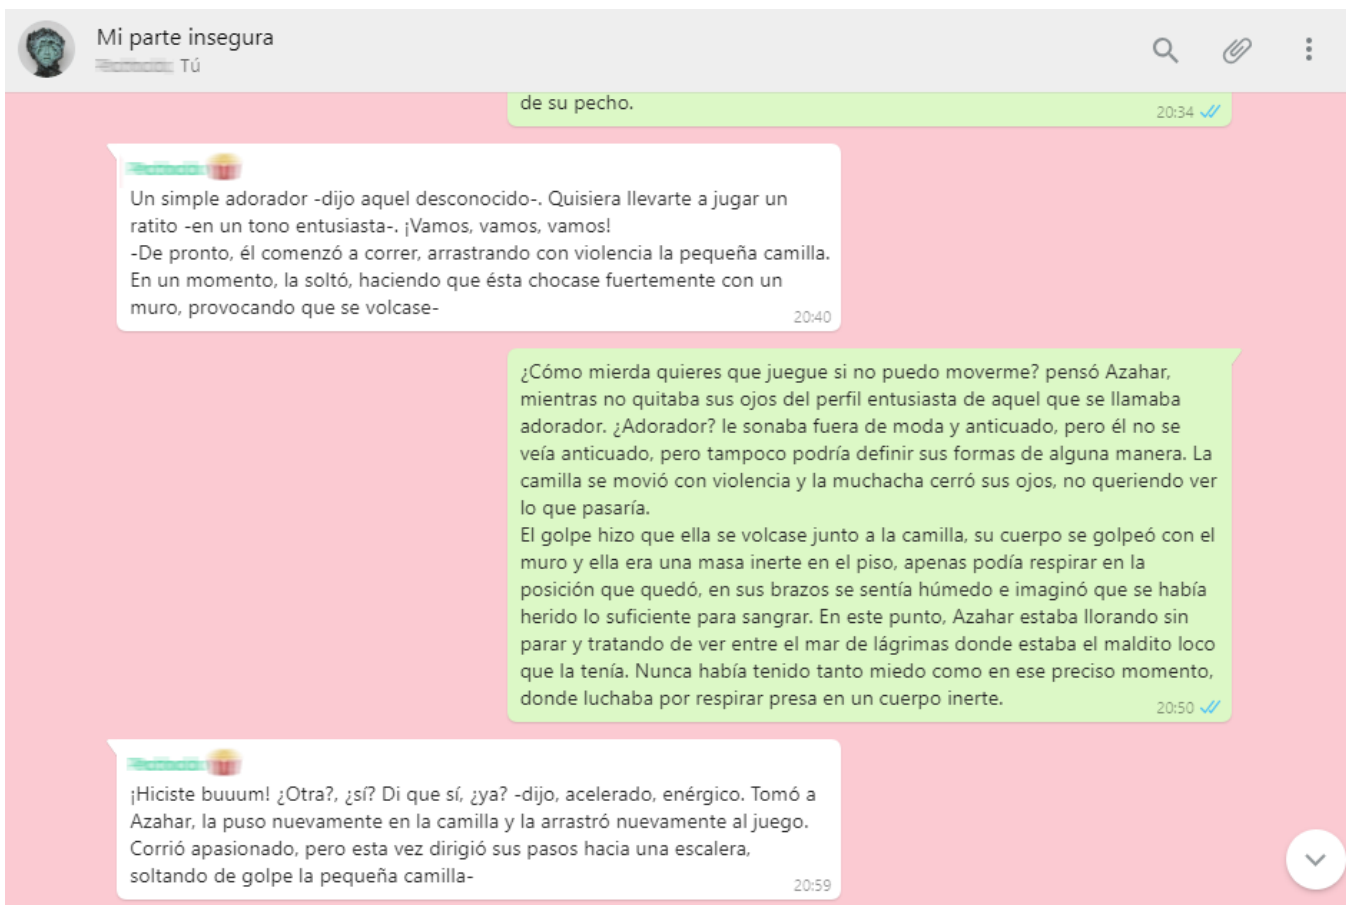 Mi parte insegura
Tú
de su pecho.
20:34
Un simple adorador -dijo aquel desconocido-. Quisiera llevarte a jugar un
ratito -en un tono entusiasta-. ¡Vamos, vamos, vamos!
-De pronto, él comenzó a correr, arrastrando con violencia la pequeña camilla.
En un momento, la soltó, haciendo que ésta chocase fuertemente con un
muro, provocando que se volcase-
20:40
¿Cómo mierda quieres que juegue si no puedo moverme? pensó Azahar,
mientras no quitaba sus ojos del perfil entusiasta de aquel que se llamaba
adorador. ¿Adorador? le sonaba fuera de moda y anticuado, pero él no se
veía anticuado, pero tampoco podría definir sus formas de alguna manera. La
camilla se movió con violencia y la muchacha cerró sus ojos, no queriendo ver
lo que pasaría.
El golpe hizo que ella se volcase junto a la camilla, su cuerpo se golpeó con el
muro y ella era una masa inerte en el piso, apenas podía respirar en la
posición que quedó, en sus brazos se sentía húmedo e imaginó que se había
herido lo suficiente para sangrar. En este punto, Azahar estaba llorando sin
parar y tratando de ver entre el mar de lágrimas donde estaba el maldito loco
que la tenía. Nunca había tenido tanto miedo como en ese preciso momento,
donde luchaba por respirar presa en un cuerpo inerte.
20:50
¡Hiciste buuum! ¿Otra?, ¿sí? Di que sí, ¿ya? -dijo, acelerado, enérgico. Tomó a
Azahar, la puso nuevamente en la camilla y la arrastró nuevamente al juego.
Corrió apasionado, pero esta vez dirigió sus pasos hacia una escalera,
soltando de golpe la pequeña camilla-
20:59